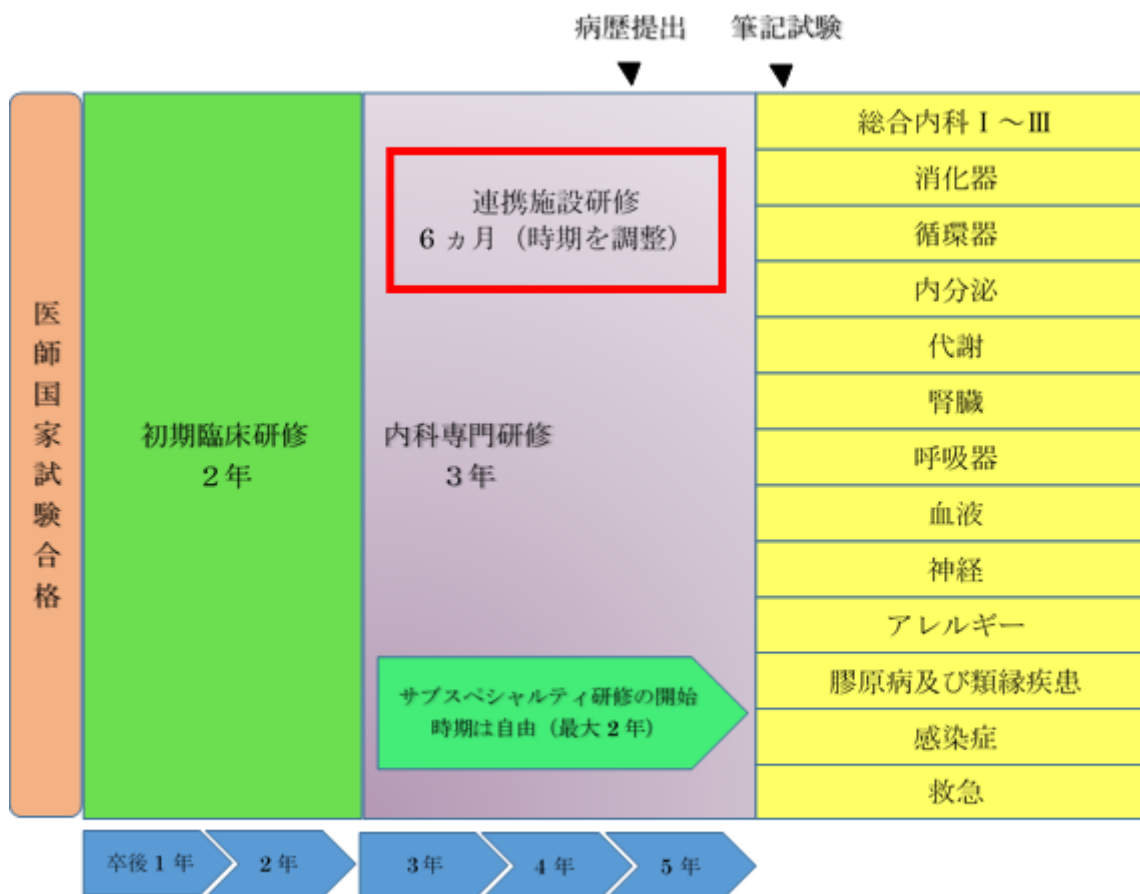 病歴提出
筆記試験
医師国家試験合格
初期臨床研修
２年
連携施設研修
6 ヵ月（時期を調整）
内科専門研修
３年
サブスペシャルティ研修の開始
時期は自由（最大 2 年）
総合内科Ⅰ～Ⅲ
消化器
循環器
内分泌
代謝
腎臓
呼吸器
血液
神経
アレルギー
膠原病及び類縁疾患
感染症
救急
卒後 1 年
2 年
3年
4 年
5 年